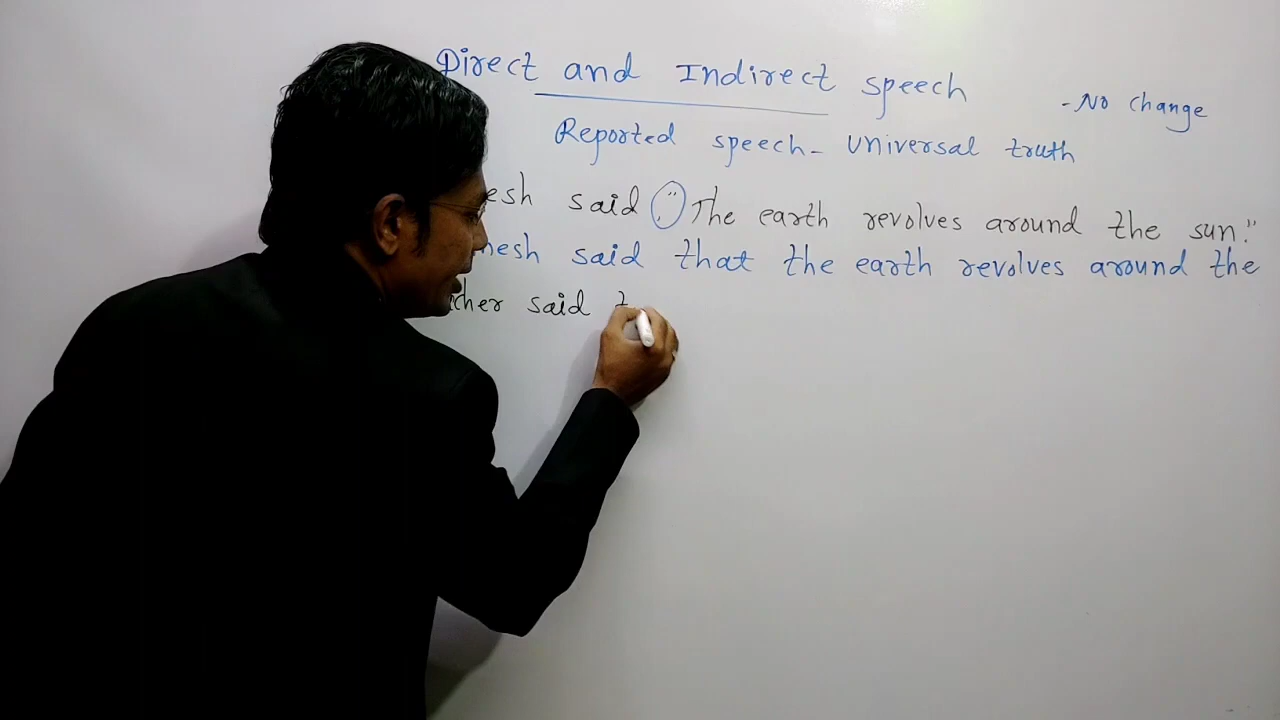 Direct and Indirect speech
- No change
Reported speech - universal truth
said, "The earth revolves around the sun."
said that the earth revolves around the
said t